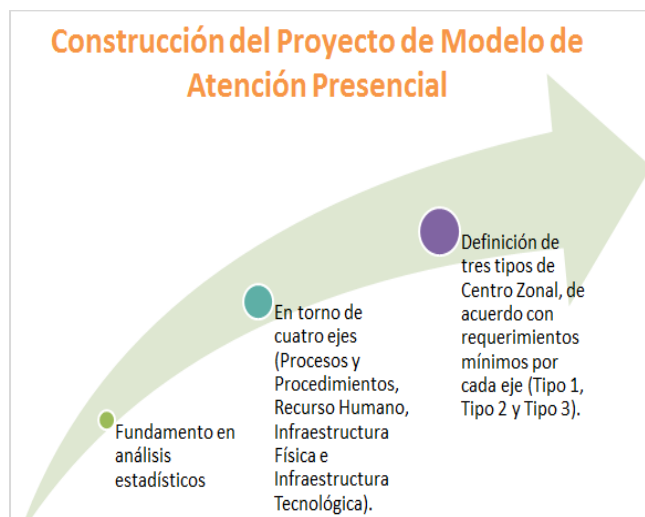 Construcción del Proyecto de Modelo de
Atención Presencial
Fundamento en
análisis
estadísticos
En torno de
cuatro ejes
(Procesos y
Procedimientos,
Recurso Humano,
Infraestructura
Física e
Infraestructura
Tecnológica).
Definición de
tres tipos de
Centro Zonal, de
acuerdo con
requerimientos
mínimos por
cada eje (Tipo 1,
Tipo 2 y Tipo 3).